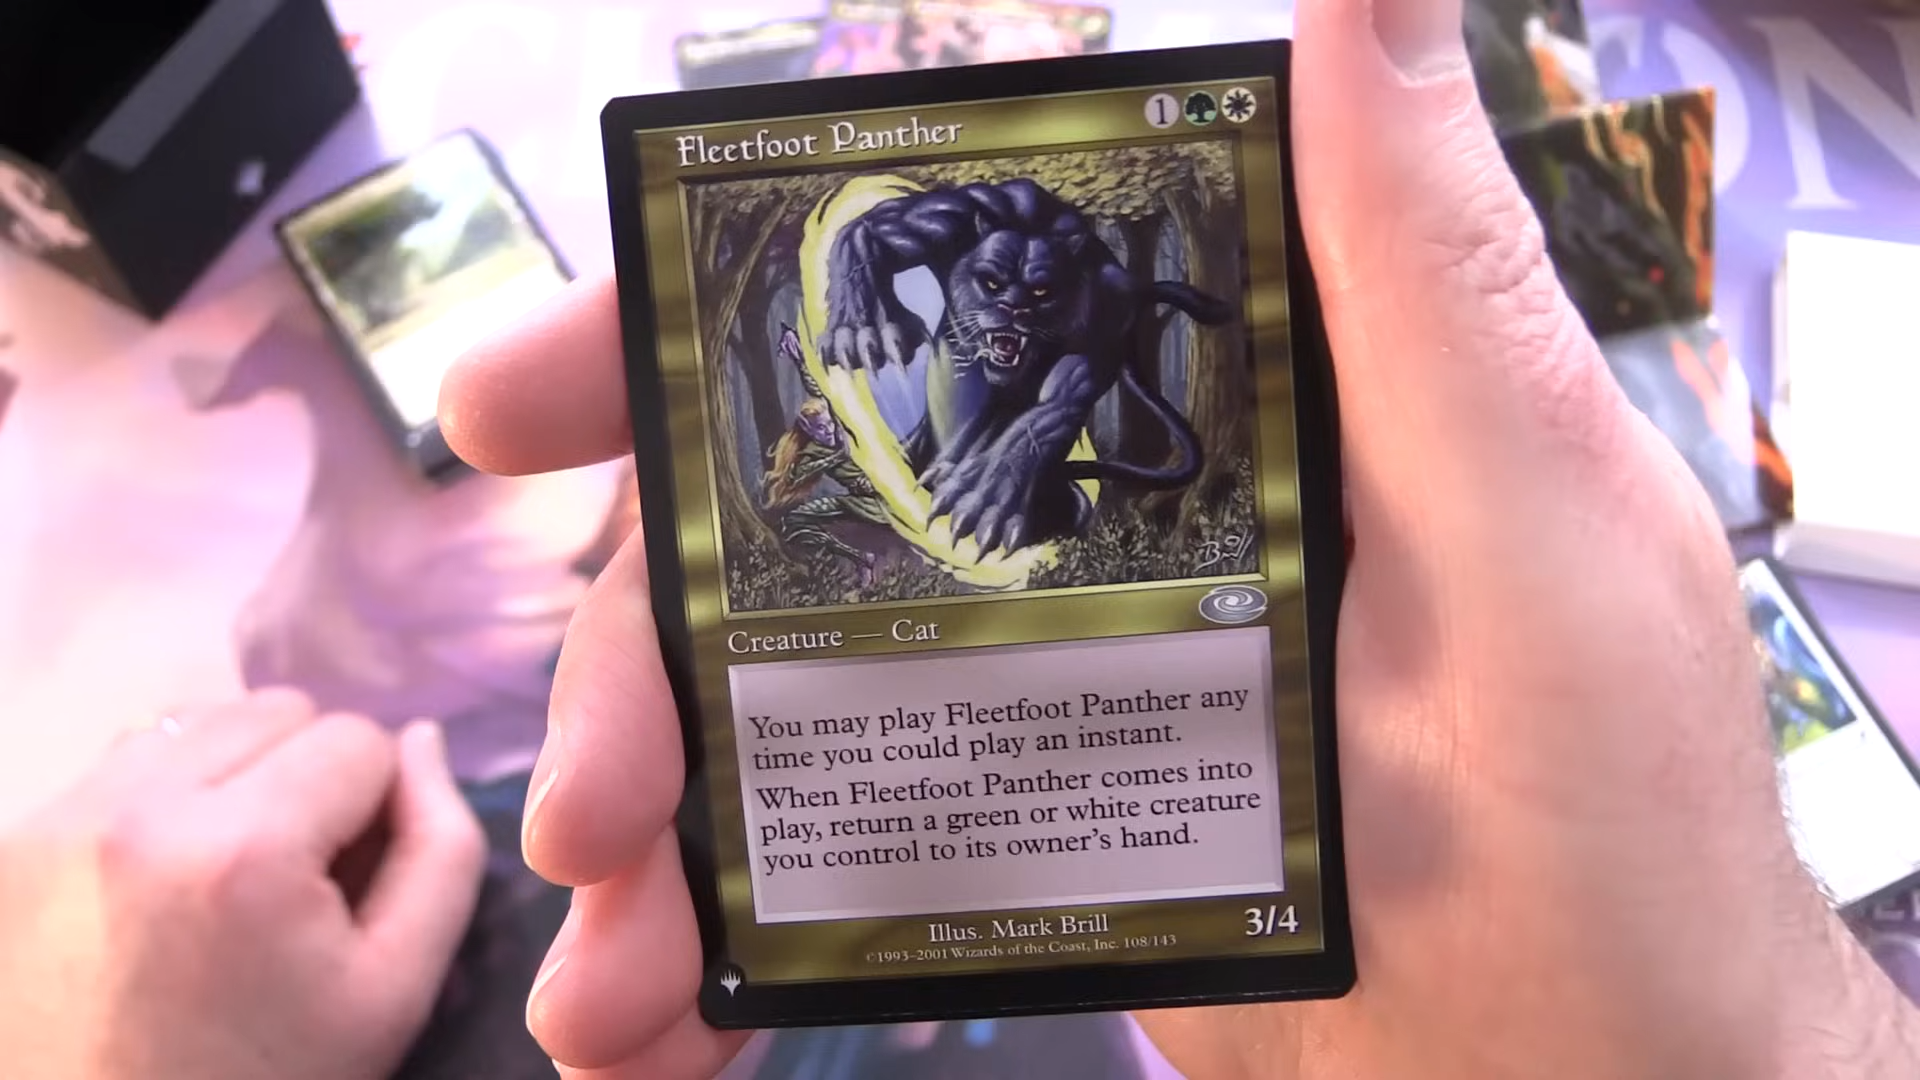 Fleetfoot Panther
1
Brill
Creature — Cat
You may play Fleetfoot Panther any
time you could play an instant.
When Fleetfoot Panther comes into
play, return a green or white creature
you control to its owner's hand.
Illus. Mark Brill
3/4
©1993–2001 Wizards of the Coast, Inc. 108/143